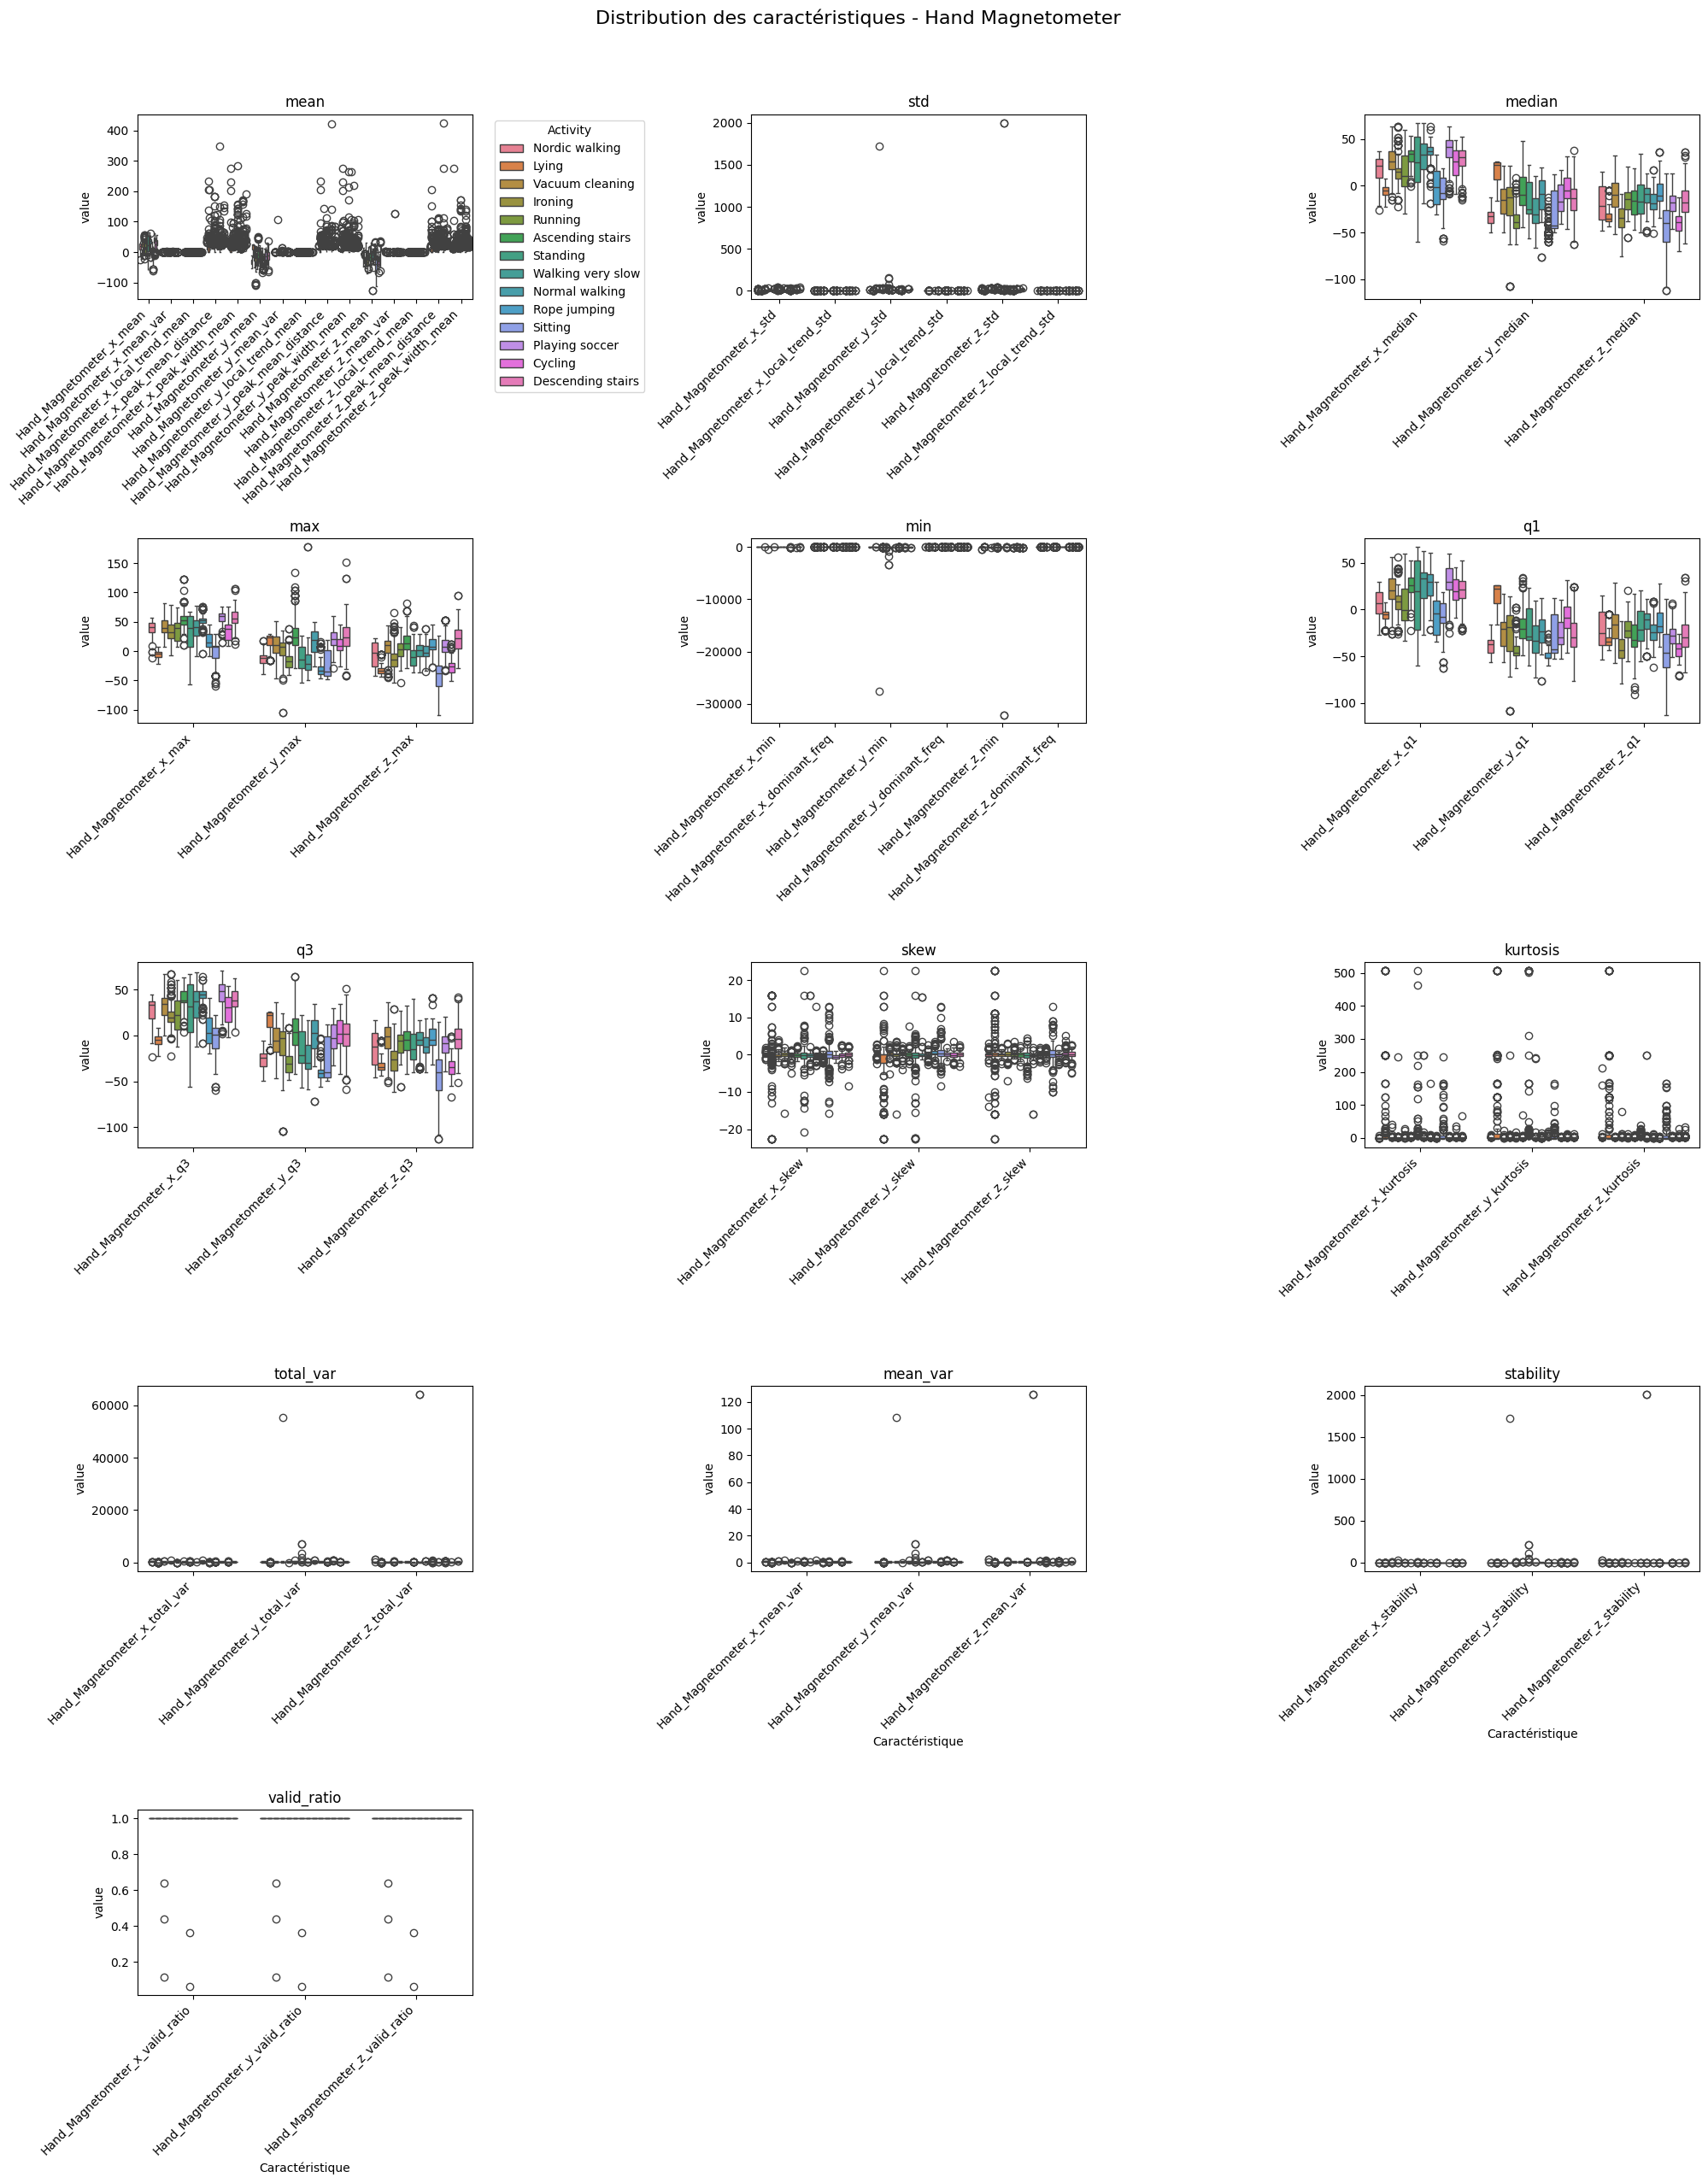 Distribution des caractéristiques - Hand Magnetometer
mean
value
400
300
200
100
0
−100
Hand_Magnetometer_x_mean
Hand_Magnetometer_x_mean_var
Hand_Magnetometer_x_local_trend_mean
Hand_Magnetometer_x_peak_mean_distance
Hand_Magnetometer_x_peak_width_mean
Hand_Magnetometer_y_mean
Hand_Magnetometer_y_mean_var
Hand_Magnetometer_y_local_trend_mean
Hand_Magnetometer_y_peak_mean_distance
Hand_Magnetometer_y_peak_width_mean
Hand_Magnetometer_z_mean
Hand_Magnetometer_z_mean_var
Hand_Magnetometer_z_local_trend_mean
Hand_Magnetometer_z_peak_mean_distance
Hand_Magnetometer_z_peak_width_mean
Activity
Nordic walking
Lying
Vacuum cleaning
Ironing
Running
Ascending stairs
Standing
Walking very slow
Normal walking
Rope jumping
Sitting
Playing soccer
Cycling
Descending stairs
std
value
2000
1500
1000
500
0
Hand_Magnetometer_x_std
Hand_Magnetometer_x_local_trend_std
Hand_Magnetometer_y_std
Hand_Magnetometer_y_local_trend_std
Hand_Magnetometer_z_std
Hand_Magnetometer_z_local_trend_std
median
value
50
0
−50
−100
Hand_Magnetometer_x_median
Hand_Magnetometer_y_median
Hand_Magnetometer_z_median
max
value
150
100
50
0
−50
−100
Hand_Magnetometer_x_max
Hand_Magnetometer_y_max
Hand_Magnetometer_z_max
min
value
0
−10000
−20000
−30000
Hand_Magnetometer_x_min
Hand_Magnetometer_x_dominant_freq
Hand_Magnetometer_y_min
Hand_Magnetometer_y_dominant_freq
Hand_Magnetometer_z_min
Hand_Magnetometer_z_dominant_freq
q1
value
50
0
−50
−100
Hand_Magnetometer_x_q1
Hand_Magnetometer_y_q1
Hand_Magnetometer_z_q1
q3
value
50
0
−50
−100
Hand_Magnetometer_x_q3
Hand_Magnetometer_y_q3
Hand_Magnetometer_z_q3
skew
value
20
10
0
−10
−20
Hand_Magnetometer_x_skew
Hand_Magnetometer_y_skew
Hand_Magnetometer_z_skew
kurtosis
value
500
400
300
200
100
0
Hand_Magnetometer_x_kurtosis
Hand_Magnetometer_y_kurtosis
Hand_Magnetometer_z_kurtosis
total_var
value
60000
40000
20000
0
Hand_Magnetometer_x_total_var
Hand_Magnetometer_y_total_var
Hand_Magnetometer_z_total_var
mean_var
value
120
100
80
60
40
20
0
Hand_Magnetometer_x_mean_var
Hand_Magnetometer_y_mean_var
Hand_Magnetometer_z_mean_var
Caractéristique
stability
value
2000
1500
1000
500
0
Hand_Magnetometer_x_stability
Hand_Magnetometer_y_stability
Hand_Magnetometer_z_stability
Caractéristique
valid_ratio
value
1.0
0.8
0.6
0.4
0.2
Hand_Magnetometer_x_valid_ratio
Hand_Magnetometer_y_valid_ratio
Hand_Magnetometer_z_valid_ratio
Caractéristique